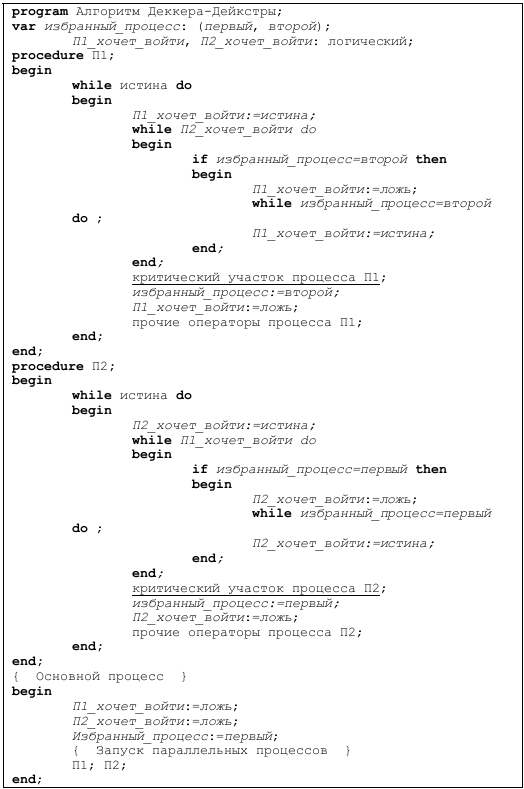 program Алгоритм Деккера-Дейкстры;
var избранный_процесс: (первый, второй);
П1_хочет_войти, П2_хочет_войти: логический;
procedure П1;
begin
while истина do
begin
П1_хочет_войти:=истина;
while П2_хочет_войти do
begin
if избранный_процесс=второй then
begin
П1_хочет_войти:=ложь;
while избранный_процесс=второй
do ;
П1_хочет_войти:=истина;
end;
end;
критический участок процесса П1;
избранный_процесс:=второй;
П1_хочет_войти:=ложь;
прочие операторы процесса П1;
end;
end;
procedure П2;
begin
while истина do
begin
П2_хочет_войти:=истина;
while П1_хочет_войти do
begin
if избранный_процесс=первый then
begin
П2_хочет_войти:=ложь;
while избранный_процесс=первый
do ;
П2_хочет_войти:=истина;
end;
end;
критический участок процесса П2;
избранный_процесс:=первый;
П2_хочет_войти:=ложь;
прочие операторы процесса П2;
end;
end;
{ Основной процесс }
begin
П1_хочет_войти:=ложь;
П2_хочет_войти:=ложь;
Избранный_процесс:=первый;
{ Запуск параллельных процессов }
П1; П2;
end;